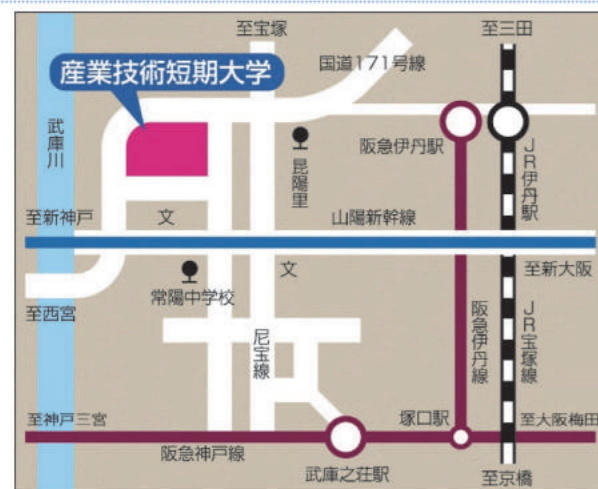 至宝塚
至三田
国道171号線
産業技術短期大学
武庫川
昆陽里
阪急伊丹駅
JR伊丹駅
至新神戸
文
山陽新幹線
文
至新大阪
常陽中学校
至西宮
尼宝線
阪急伊丹線
JR宝塚線
至神戸三宮
塚口駅
至大阪梅田
阪急神戸線
武庫之荘駅
至京橋